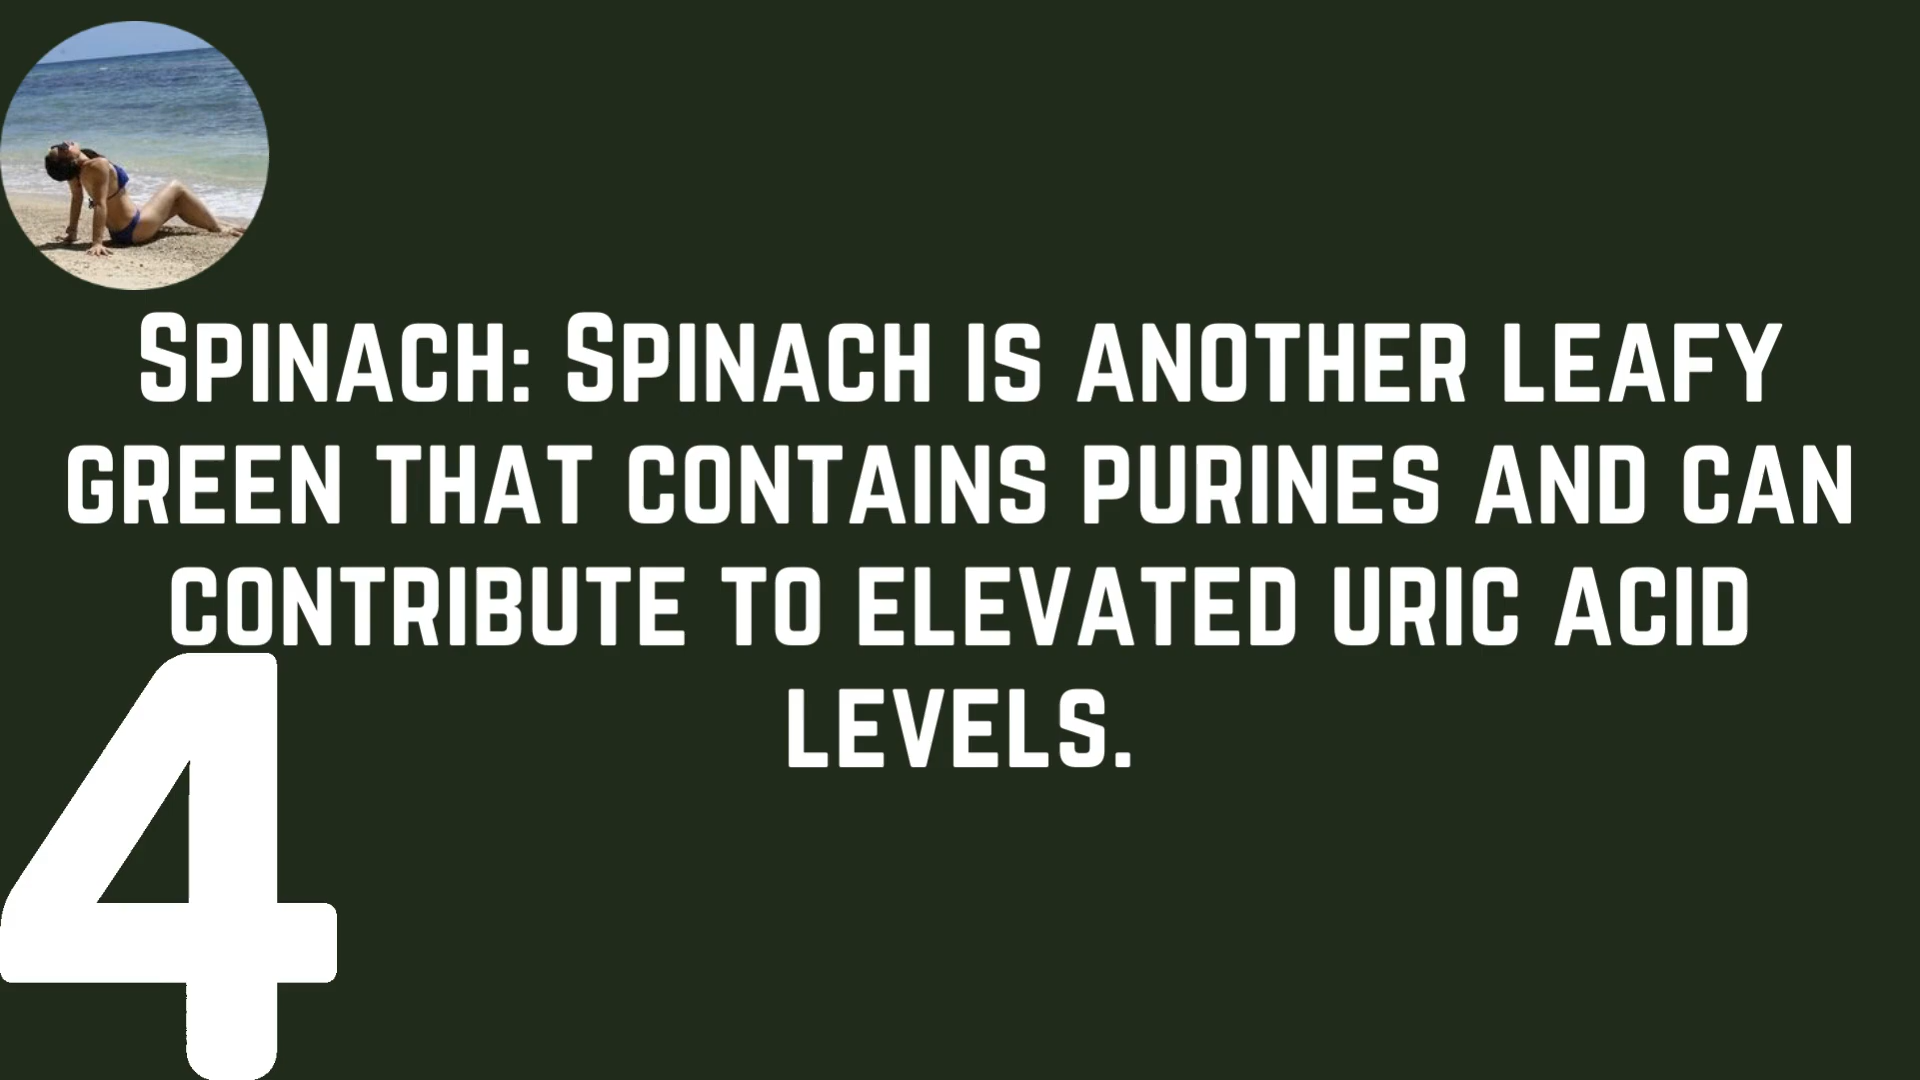 Spinach: Spinach is another leafy
green that contains purines and can
contribute to elevated uric acid
levels.
4